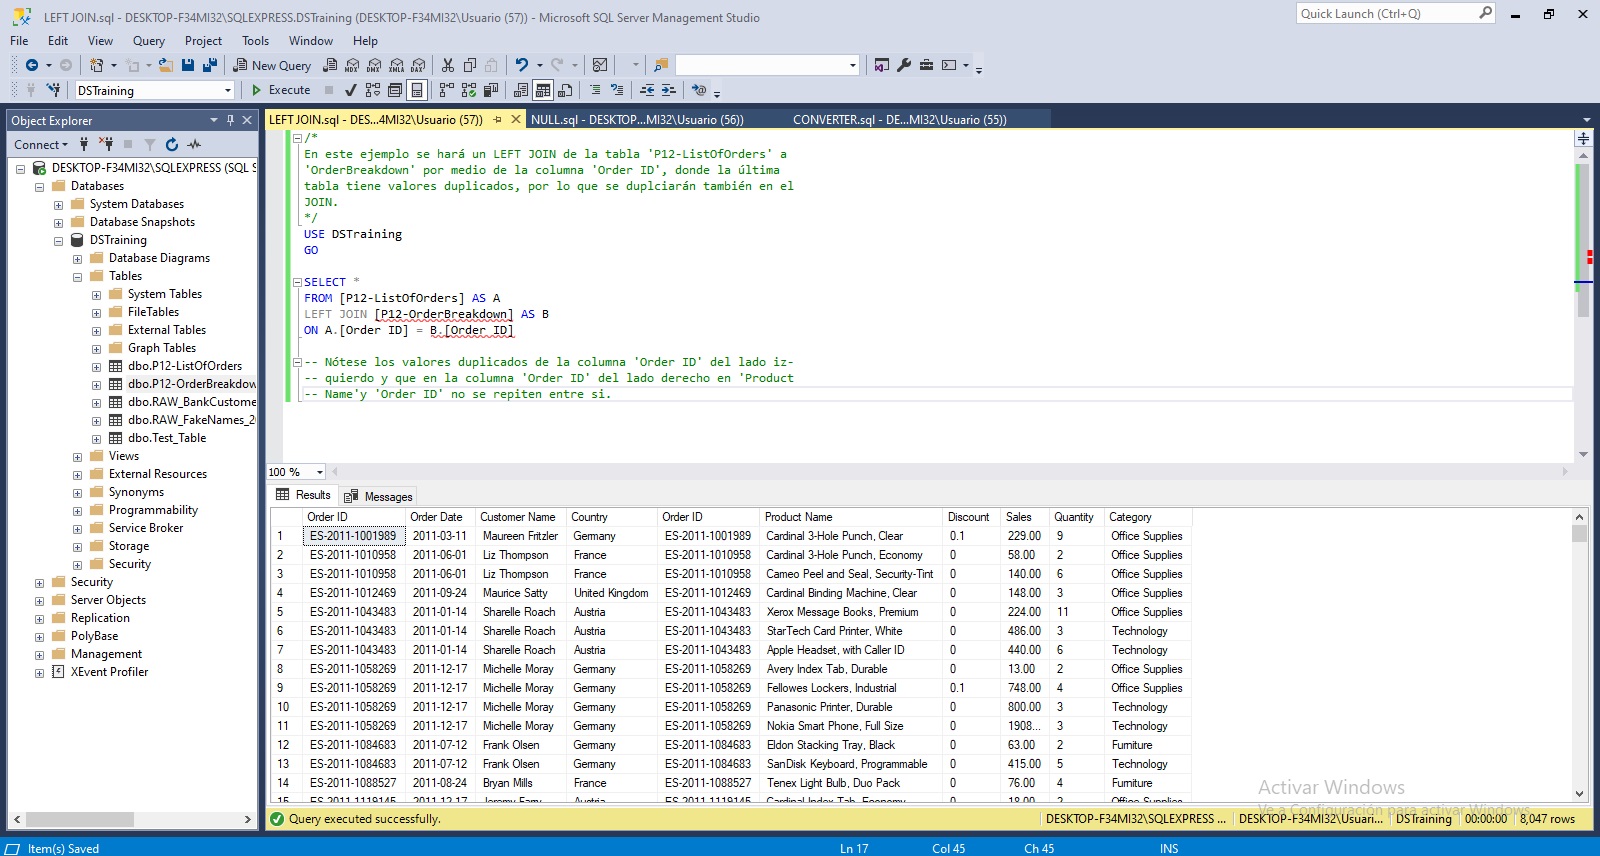 LEFT JOIN.sql - DESKTOP-F34MI32\SQLEXPRESS.DSTraining (DESKTOP-F34MI32\Usuario (57)) - Microsoft SQL Server Management Studio
Quick Launch (Ctrl+Q)
File Edit View Query Project Tools Window Help
New Query MDX DMX XMLA DAX
DSTraining Execute
Object Explorer
Connect
DESKTOP-F34MI32\SQLEXPRESS (SQL S
Databases
System Databases
Database Snapshots
DSTraining
Database Diagrams
Tables
System Tables
FileTables
External Tables
Graph Tables
dbo.P12-ListOfOrders
dbo.P12-OrderBreakdow
dbo.RAW_BankCustome
dbo.RAW_FakeNames_2
dbo.Test_Table
Views
External Resources
Synonyms
Programmability
Service Broker
Storage
Security
Security
Server Objects
Replication
PolyBase
Management
XEvent Profiler
LEFT JOIN.sql - DES...4MI32\Usuario (57)) NULL.sql - DESKTOP...MI32\Usuario (56)) CONVERTER.sql - DE...MI32\Usuario (55))
/*
En este ejemplo se hará un LEFT JOIN de la tabla 'P12-ListOfOrders' a
'OrderBreakdown' por medio de la columna 'Order ID', donde la última
tabla tiene valores duplicados, por lo que se duplciarán también en el
JOIN.
*/
USE DSTraining
GO
SELECT *
FROM [P12-ListOfOrders] AS A
LEFT JOIN [P12-OrderBreakdown] AS B
ON A.[Order ID] = B.[Order ID]
-- Nótese los valores duplicados de la columna 'Order ID' del lado iz-
-- quierdo y que en la columna 'Order ID' del lado derecho en 'Product
-- Name'y 'Order ID' no se repiten entre si.
100 %
Results Messages
Order ID Order Date Customer Name Country Order ID Product Name Discount Sales Quantity Category
1 ES-2011-1001989 2011-03-11 Maureen Fritzler Germany ES-2011-1001989 Cardinal 3-Hole Punch, Clear 0.1 229.00 9 Office Supplies
2 ES-2011-1010958 2011-06-01 Liz Thompson France ES-2011-1010958 Cardinal 3-Hole Punch, Economy 0 58.00 2 Office Supplies
3 ES-2011-1010958 2011-06-01 Liz Thompson France ES-2011-1010958 Cameo Peel and Seal, Security-Tint 0 140.00 6 Office Supplies
4 ES-2011-1012469 2011-09-24 Maurice Satty United Kingdom ES-2011-1012469 Cardinal Binding Machine, Clear 0 148.00 3 Office Supplies
5 ES-2011-1043483 2011-01-14 Sharelle Roach Austria ES-2011-1043483 Xerox Message Books, Premium 0 224.00 11 Office Supplies
6 ES-2011-1043483 2011-01-14 Sharelle Roach Austria ES-2011-1043483 StarTech Card Printer, White 0 486.00 3 Technology
7 ES-2011-1043483 2011-01-14 Sharelle Roach Austria ES-2011-1043483 Apple Headset, with Caller ID 0 440.00 6 Technology
8 ES-2011-1058269 2011-12-17 Michelle Moray Germany ES-2011-1058269 Avery Index Tab, Durable 0 13.00 2 Office Supplies
9 ES-2011-1058269 2011-12-17 Michelle Moray Germany ES-2011-1058269 Fellowes Lockers, Industrial 0.1 748.00 4 Office Supplies
10 ES-2011-1058269 2011-12-17 Michelle Moray Germany ES-2011-1058269 Panasonic Printer, Durable 0 800.00 3 Technology
11 ES-2011-1058269 2011-12-17 Michelle Moray Germany ES-2011-1058269 Nokia Smart Phone, Full Size 0 1908... 3 Technology
12 ES-2011-1084683 2011-07-12 Frank Olsen Germany ES-2011-1084683 Eldon Stacking Tray, Black 0 63.00 2 Furniture
13 ES-2011-1084683 2011-07-12 Frank Olsen Germany ES-2011-1084683 SanDisk Keyboard, Programmable 0 415.00 5 Technology
14 ES-2011-1088527 2011-08-24 Bryan Mills France ES-2011-1088527 Tenex Light Bulb, Duo Pack 0 76.00 4 Furniture
15 ES-2011-1119145 2011-12-17 Jeremy Farry Austria ES-2011-1119145 Cardinal Index Tab, Economy 0 18.00 2 Office Supplies
Activar Windows
Ve a Configuración para activar Windows.
Query executed successfully. DESKTOP-F34MI32\SQLEXPRESS ... DESKTOP-F34MI32\Usuari... DSTraining 00:00:00 8,047 rows
Item(s) Saved Ln 17 Col 45 Ch 45 INS